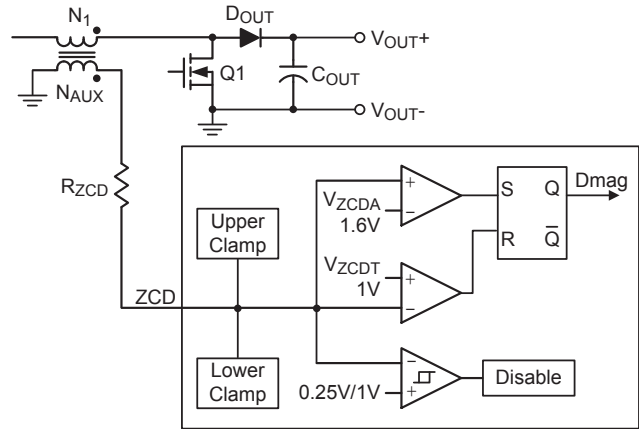 N1
DOUT
VOUT+
Q1
COUT
NAUX
VOUT-
RZCD
Upper
Clamp
VZCDA
1.6V
+
−
S
Q
Dmag
R
Q̅
VZCDT
1V
+
−
ZCD
Lower
Clamp
0.25V/1V
−
+
Disable